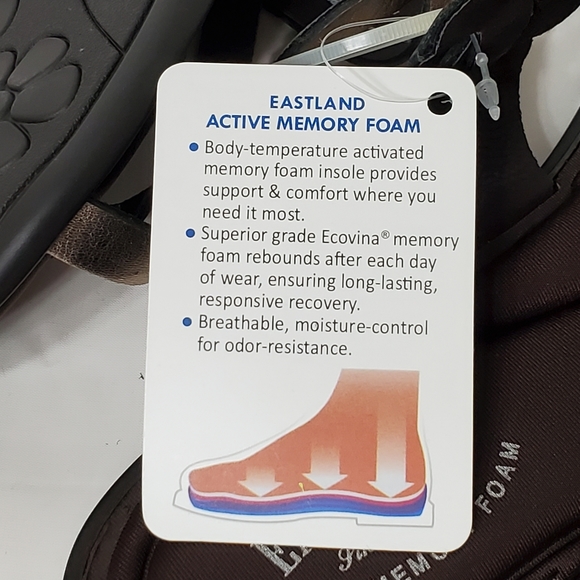 EASTLAND
ACTIVE MEMORY FOAM
• Body-temperature activated
memory foam insole provides
support & comfort where you
need it most.
• Superior grade Ecovina® memory
foam rebounds after each day
of wear, ensuring long-lasting,
responsive recovery.
• Breathable, moisture-control
for odor-resistance.
MEMORY FOAM